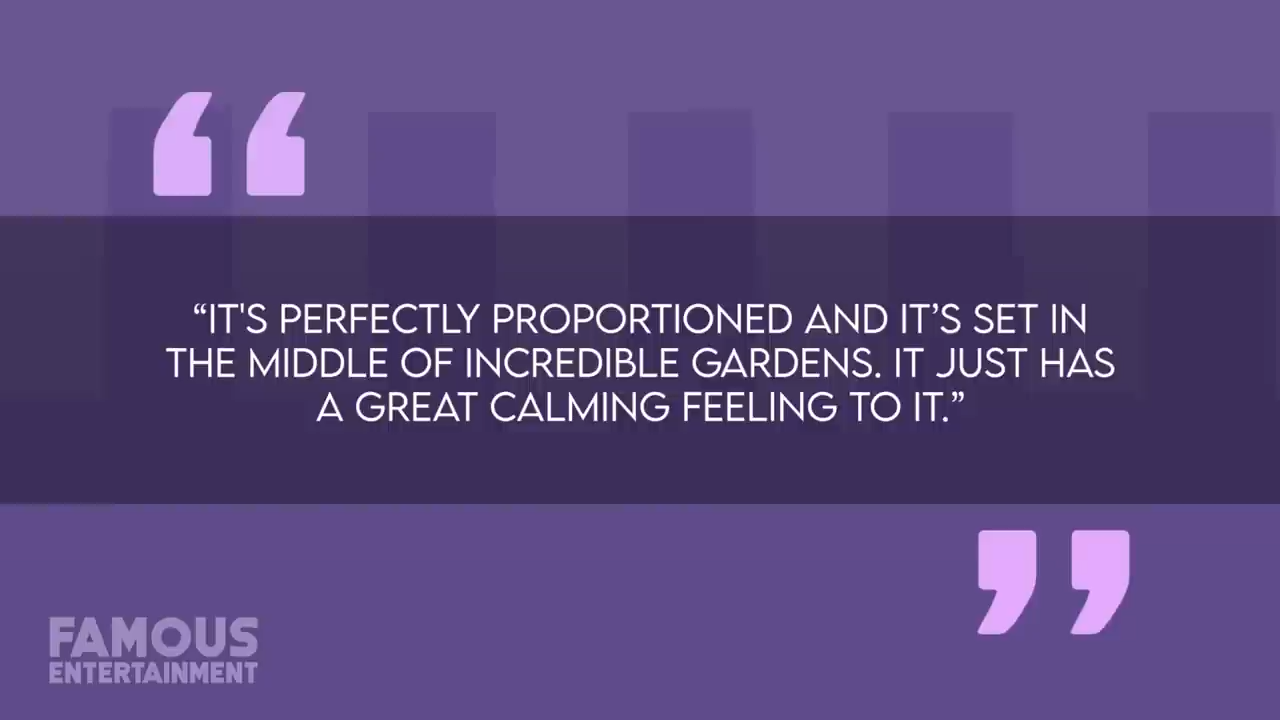 “IT'S PERFECTLY PROPORTIONED AND IT’S SET IN
THE MIDDLE OF INCREDIBLE GARDENS. IT JUST HAS
A GREAT CALMING FEELING TO IT.”
FAMOUS
ENTERTAINMENT